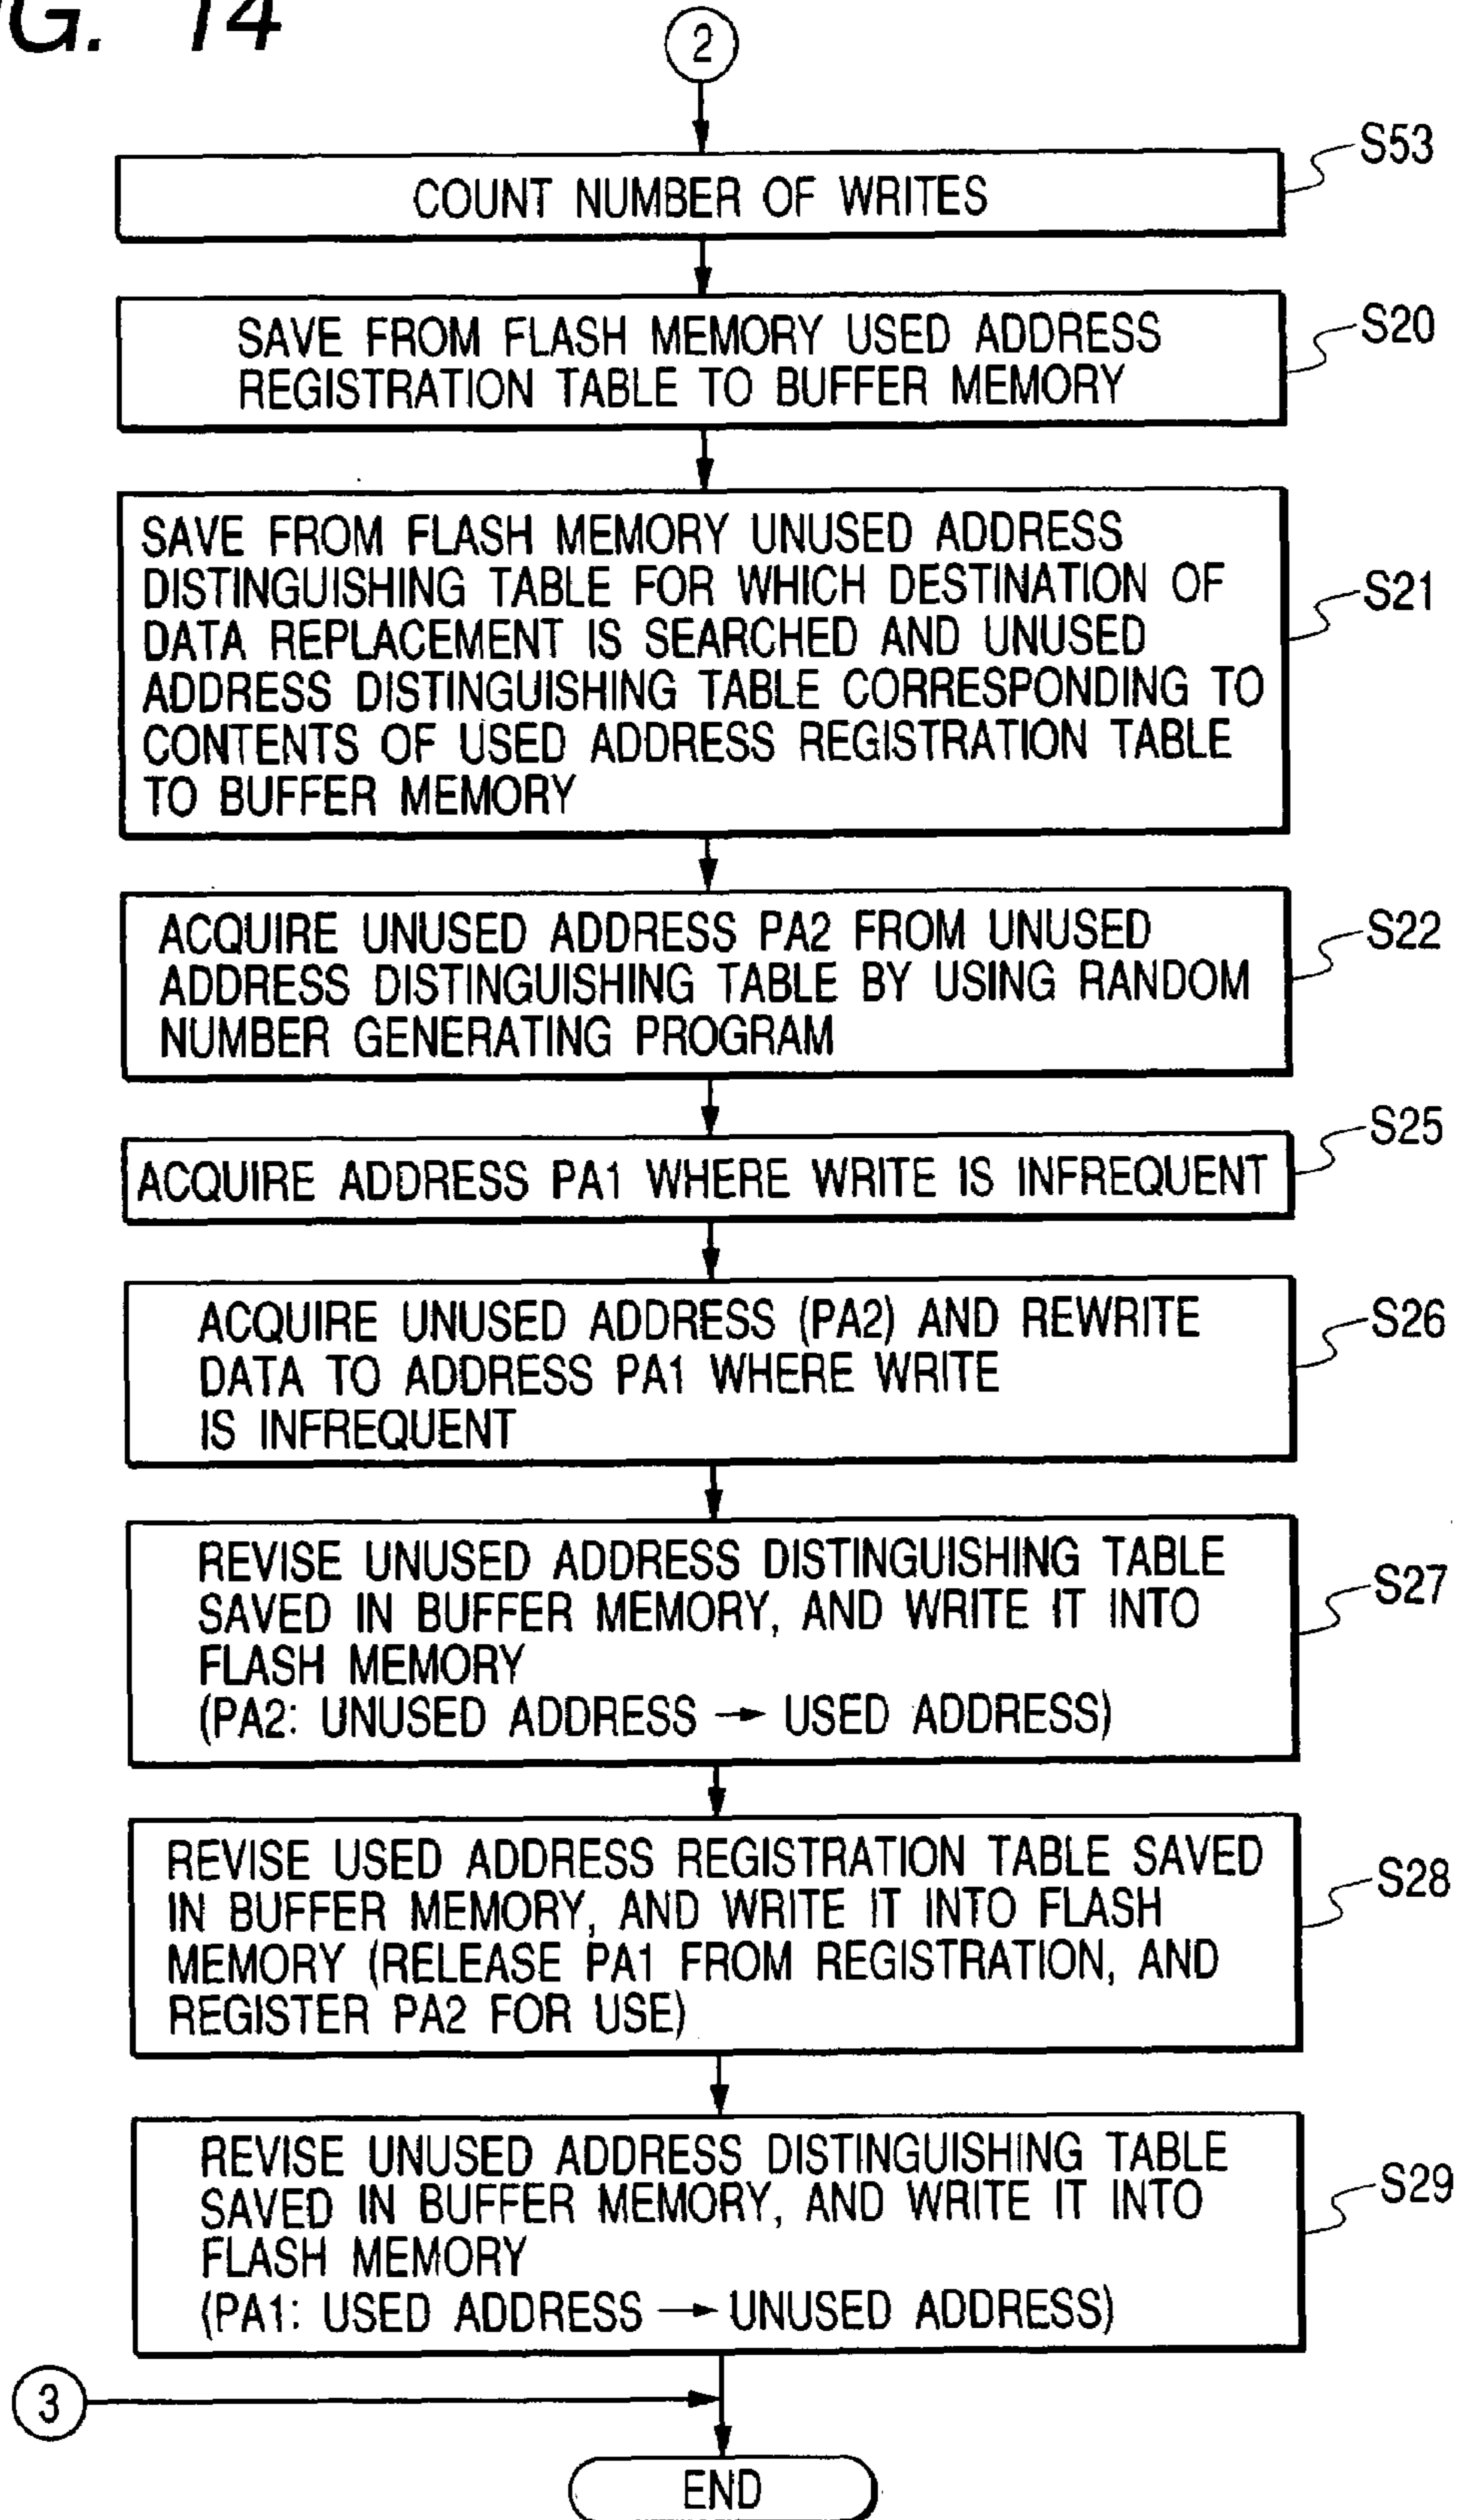 G. 14
2
S53
COUNT NUMBER OF WRITES
S20
SAVE FROM FLASH MEMORY USED ADDRESS
REGISTRATION TABLE TO BUFFER MEMORY
S21
SAVE FROM FLASH MEMORY UNUSED ADDRESS
DISTINGUISHING TABLE FOR WHICH DESTINATION OF
DATA REPLACEMENT IS SEARCHED AND UNUSED
ADDRESS DISTINGUISHING TABLE CORRESPONDING TO
CONTENTS OF USED ADDRESS REGISTRATION TABLE
TO BUFFER MEMORY
S22
ACQUIRE UNUSED ADDRESS PA2 FROM UNUSED
ADDRESS DISTINGUISHING TABLE BY USING RANDOM
NUMBER GENERATING PROGRAM
S25
ACQUIRE ADDRESS PA1 WHERE WRITE IS INFREQUENT
S26
ACQUIRE UNUSED ADDRESS (PA2) AND REWRITE
DATA TO ADDRESS PA1 WHERE WRITE
IS INFREQUENT
S27
REVISE UNUSED ADDRESS DISTINGUISHING TABLE
SAVED IN BUFFER MEMORY, AND WRITE IT INTO
FLASH MEMORY
(PA2: UNUSED ADDRESS → USED ADDRESS)
S28
REVISE USED ADDRESS REGISTRATION TABLE SAVED
IN BUFFER MEMORY, AND WRITE IT INTO FLASH
MEMORY (RELEASE PA1 FROM REGISTRATION, AND
REGISTER PA2 FOR USE)
S29
REVISE UNUSED ADDRESS DISTINGUISHING TABLE
SAVED IN BUFFER MEMORY, AND WRITE IT INTO
FLASH MEMORY
(PA1: USED ADDRESS → UNUSED ADDRESS)
3
END